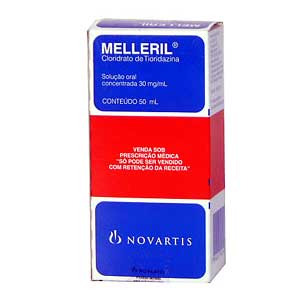 MELLERIL®
Cloridrato de Tioridazina
Solução oral
concentrada 30 mg/mL
CONTEÚDO 50 mL
VENDA SOB
PRESCRIÇÃO MÉDICA
"SÓ PODE SER VENDIDO
COM RETENÇÃO DA RECEITA"
NOVARTIS
NOVARTIS